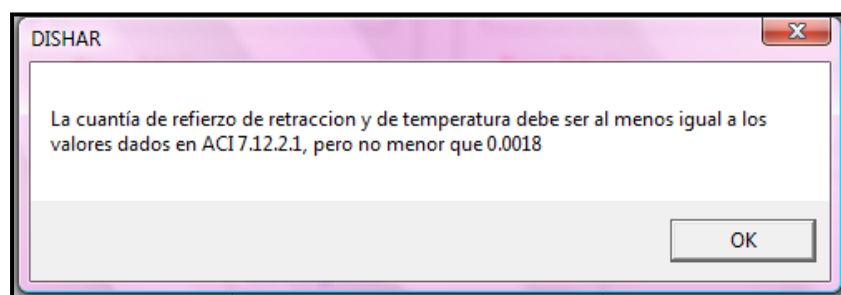 DISHAR
La cuantía de refierzo de retraccion y de temperatura debe ser al menos igual a los
valores dados en ACI 7.12.2.1, pero no menor que 0.0018
OK